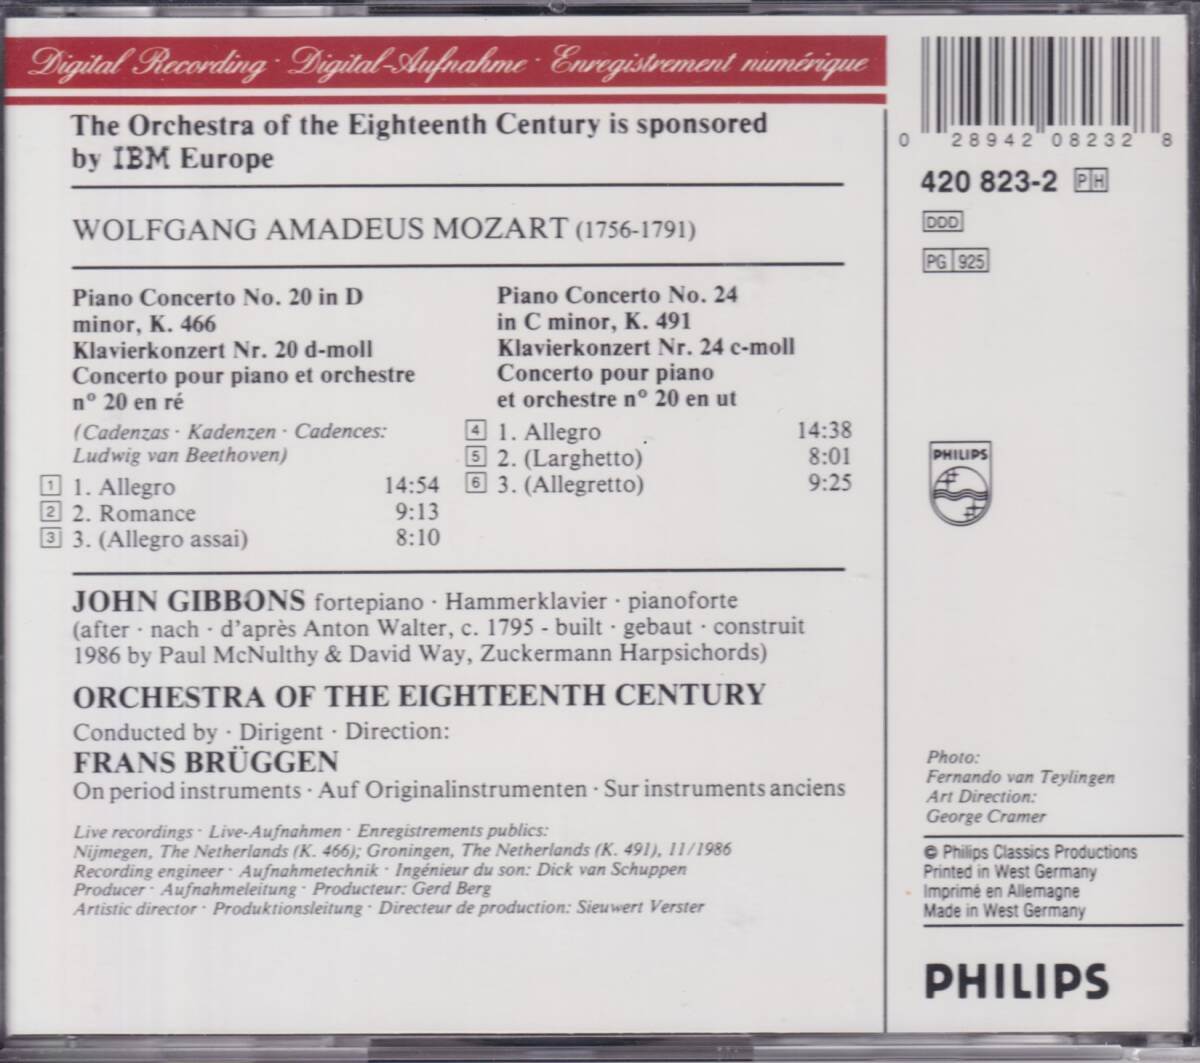 Digital Recording · Digital-Aufnahme · Enregistrement numérique
The Orchestra of the Eighteenth Century is sponsored
by IBM Europe
WOLFGANG AMADEUS MOZART (1756-1791)
Piano Concerto No. 20 in D
minor, K. 466
Klavierkonzert Nr. 20 d-moll
Concerto pour piano et orchestre
n° 20 en ré
(Cadenzas · Kadenzen · Cadences:
Ludwig van Beethoven)
1 1. Allegro 14:54
2 2. Romance 9:13
3 3. (Allegro assai) 8:10
Piano Concerto No. 24
in C minor, K. 491
Klavierkonzert Nr. 24 c-moll
Concerto pour piano
et orchestre n° 20 en ut
4 1. Allegro 14:38
5 2. (Larghetto) 8:01
6 3. (Allegretto) 9:25
JOHN GIBBONS fortepiano · Hammerklavier · pianoforte
(after · nach · d'après Anton Walter, c. 1795 - built · gebaut · construit
1986 by Paul McNulthy & David Way, Zuckermann Harpsichords)
ORCHESTRA OF THE EIGHTEENTH CENTURY
Conducted by · Dirigent · Direction:
FRANS BRÜGGEN
On period instruments · Auf Originalinstrumenten · Sur instruments anciens
Live recordings · Live-Aufnahmen · Enregistrements publics:
Nijmegen, The Netherlands (K. 466); Groningen, The Netherlands (K. 491), 11/1986
Recording engineer · Aufnahmetechnik · Ingénieur du son: Dick van Schuppen
Producer · Aufnahmeleitung · Producteur: Gerd Berg
Artistic director · Produktionsleitung · Directeur de production: Sieuwert Verster
0 28942 08232 8
420 823-2 PH
DDD
PG 925
PHILIPS
Photo:
Fernando van Teylingen
Art Direction:
George Cramer
© Philips Classics Productions
Printed in West Germany
Imprimé en Allemagne
Made in West Germany
PHILIPS